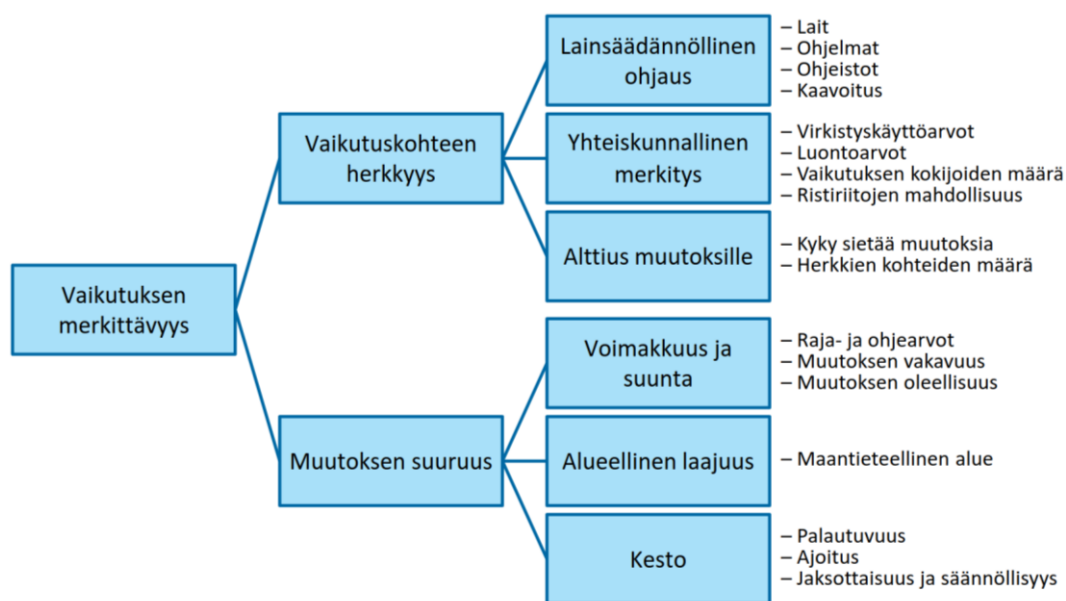 Vaikutuksen
merkittävyys
Vaikutuskohteen
herkkyys
Lainsäädännöllinen
ohjaus
– Lait
– Ohjelmat
– Ohjeistot
– Kaavoitus
Yhteiskunnallinen
merkitys
– Virkistyskäyttöarvot
– Luontoarvot
– Vaikutuksen kokijoiden määrä
– Ristiriitojen mahdollisuus
Alttius muutoksille
– Kyky sietää muutoksia
– Herkkien kohteiden määrä
Muutoksen suuruus
Voimakkuus ja
suunta
– Raja- ja ohjearvot
– Muutoksen vakavuus
– Muutoksen oleellisuus
Alueellinen laajuus
– Maantieteellinen alue
Kesto
– Palautuvuus
– Ajoitus
– Jaksottaisuus ja säännöllisyys